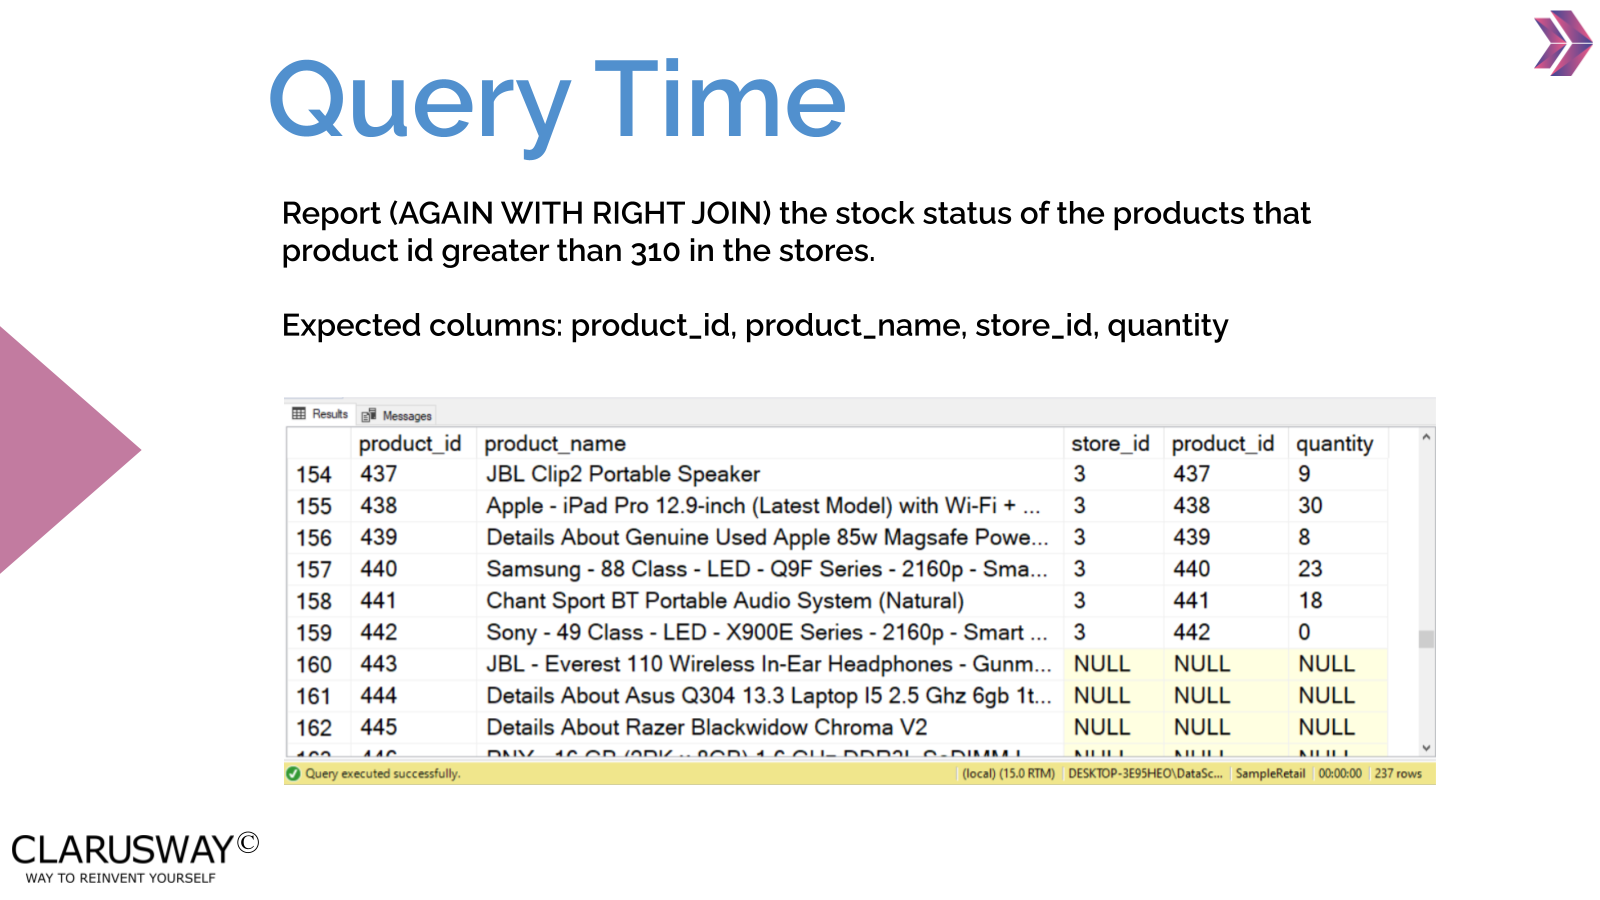 Query Time
Report (AGAIN WITH RIGHT JOIN) the stock status of the products that
product id greater than 310 in the stores.
Expected columns: product_id, product_name, store_id, quantity
Results Messages
product_id product_name store_id product_id quantity
154 437 JBL Clip2 Portable Speaker 3 437 9
155 438 Apple - iPad Pro 12.9-inch (Latest Model) with Wi-Fi + ... 3 438 30
156 439 Details About Genuine Used Apple 85w Magsafe Powe... 3 439 8
157 440 Samsung - 88 Class - LED - Q9F Series - 2160p - Sma... 3 440 23
158 441 Chant Sport BT Portable Audio System (Natural) 3 441 18
159 442 Sony - 49 Class - LED - X900E Series - 2160p - Smart ... 3 442 0
160 443 JBL - Everest 110 Wireless In-Ear Headphones - Gunm... NULL NULL NULL
161 444 Details About Asus Q304 13.3 Laptop I5 2.5 Ghz 6gb 1t... NULL NULL NULL
162 445 Details About Razer Blackwidow Chroma V2 NULL NULL NULL
Query executed successfully. (local) (15.0 RTM) DESKTOP-3E95HEO\DataSc... SampleRetail 00:00:00 237 rows
CLARUSWAY©
WAY TO REINVENT YOURSELF